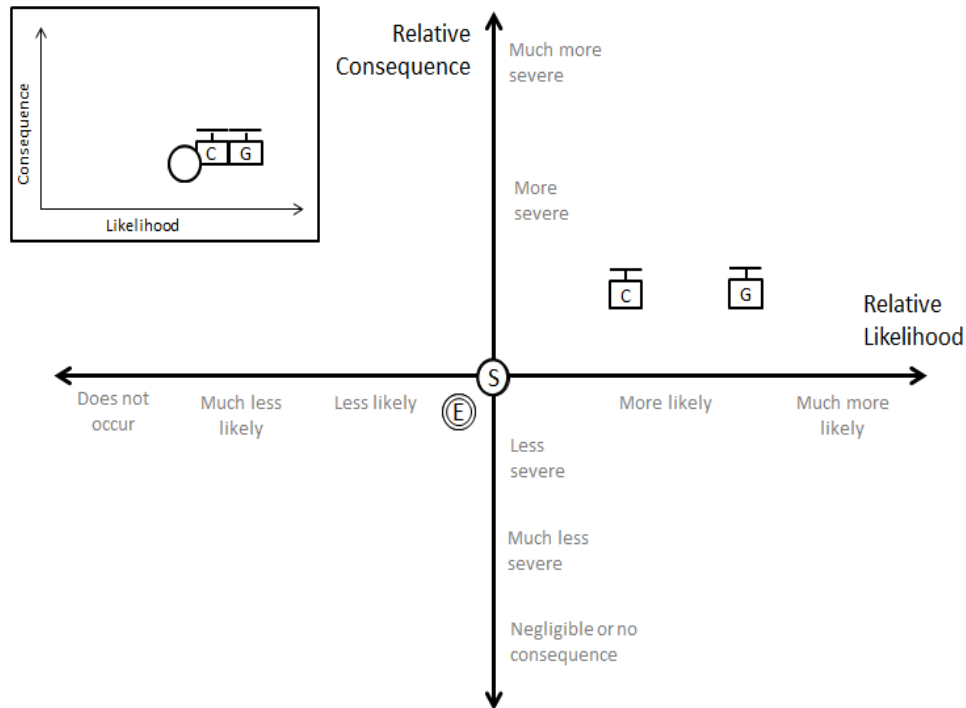 Consequence
C
G
Likelihood
Relative
Consequence
Much more
severe
More
severe
C
G
Relative
Likelihood
S
E
Does not
occur
Much less
likely
Less likely
More likely
Much more
likely
Less
severe
Much less
severe
Negligible or no
consequence